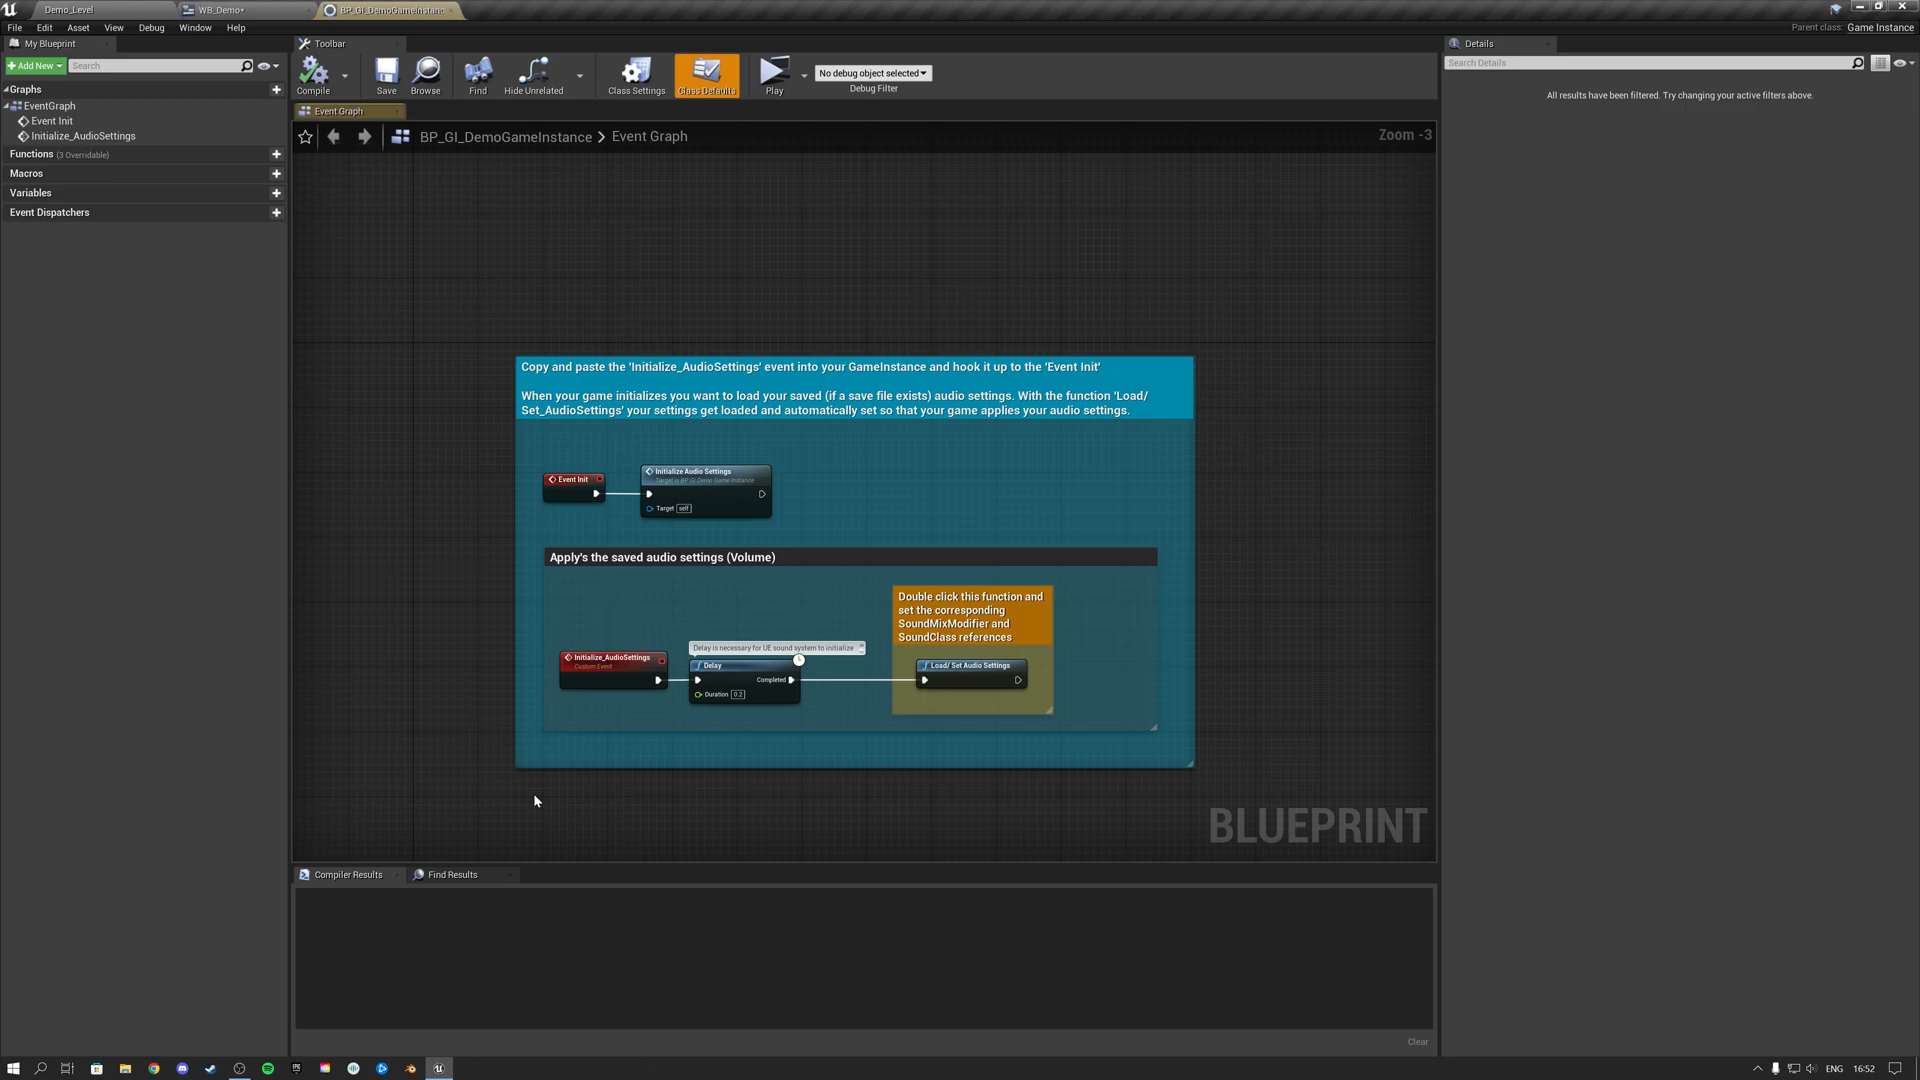 Demo_Level
WB_Demo*
BP_GI_DemoGameInstanc
File Edit Asset View Debug Window Help
Parent class: Game Instance
My Blueprint
Toolbar
Details
Add New
Search
Search Details
Compile
Save
Browse
Find
Hide Unrelated
Class Settings
Class Defaults
Play
No debug object selected
Debug Filter
All results have been filtered. Try changing your active filters above.
Graphs
EventGraph
Event Init
Initialize_AudioSettings
Functions (3 Overridable)
Macros
Variables
Event Dispatchers
Event Graph
BP_GI_DemoGameInstance > Event Graph
Zoom -3
Copy and paste the 'Initialize_AudioSettings' event into your GameInstance and hook it up to the 'Event Init'
When your game initializes you want to load your saved (if a save file exists) audio settings. With the function 'Load/
Set_AudioSettings' your settings get loaded and automatically set so that your game applies your audio settings.
Event Init
Initialize Audio Settings
Target is BP GI Demo Game Instance
Target self
Apply's the saved audio settings (Volume)
Double click this function and
set the corresponding
SoundMixModifier and
SoundClass references
Delay is necessary for UE sound system to initialize
Initialize_AudioSettings
Custom Event
Delay
Completed
Duration 0.2
Load/ Set Audio Settings
BLUEPRINT
Compiler Results
Find Results
Clear
ENG 16:52